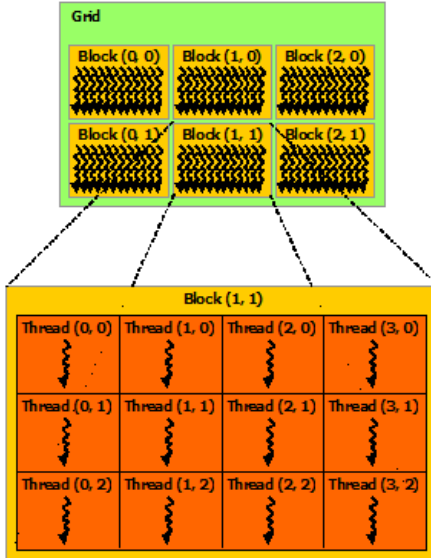 Grid
Block (0, 0) Block (1, 0) Block (2, 0)
Block (0, 1) Block (1, 1) Block (2, 1)
Block (1, 1)
Thread (0, 0) Thread (1, 0) Thread (2, 0) Thread (3, 0)
Thread (0, 1) Thread (1, 1) Thread (2, 1) Thread (3, 1)
Thread (0, 2) Thread (1, 2) Thread (2, 2) Thread (3, 2)